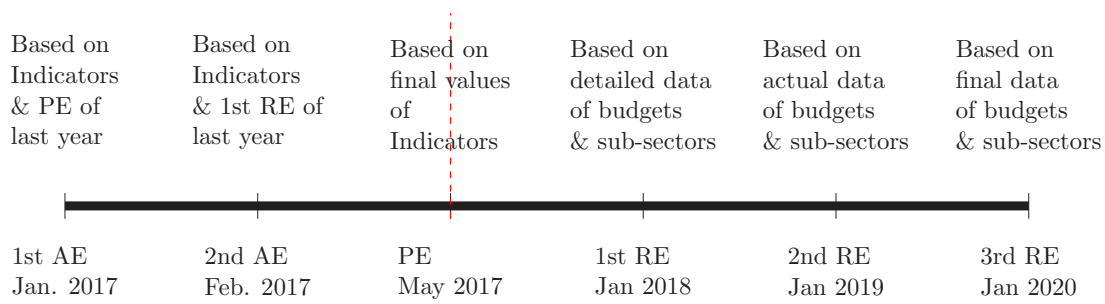 Based on
Indicators
& PE of
last year
Based on
Indicators
& 1st RE of
last year
Based on
final values
of
Indicators
Based on
detailed data
of budgets
& sub-sectors
Based on
actual data
of budgets
& sub-sectors
Based on
final data
of budgets
& sub-sectors
1st AE
Jan. 2017
2nd AE
Feb. 2017
PE
May 2017
1st RE
Jan 2018
2nd RE
Jan 2019
3rd RE
Jan 2020